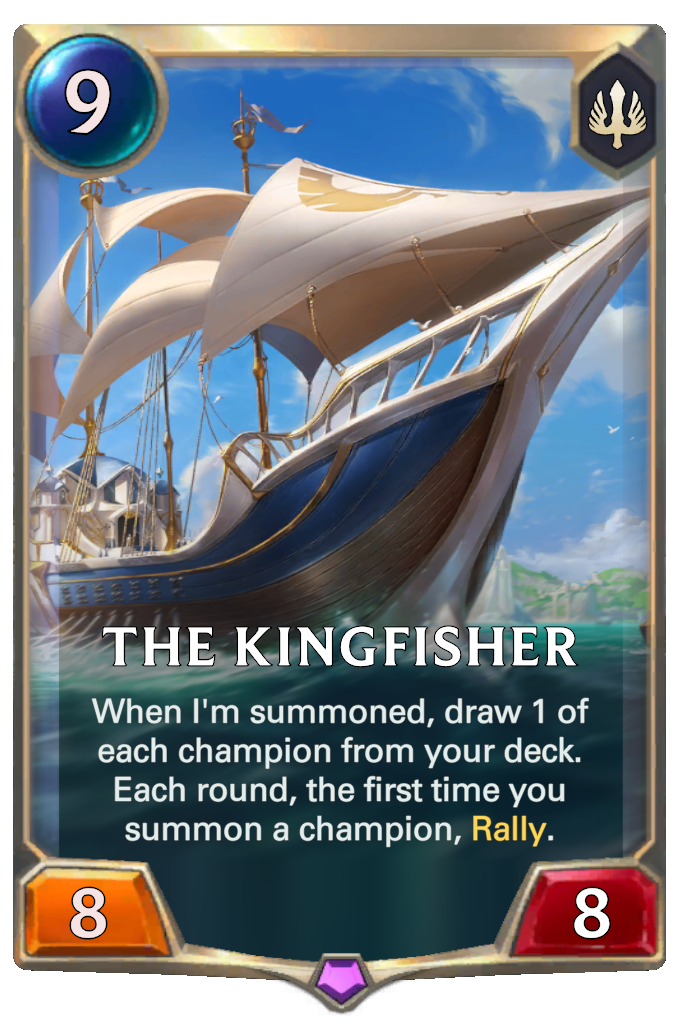 9
THE KINGFISHER
When I'm summoned, draw 1 of
each champion from your deck.
Each round, the first time you
summon a champion, Rally.
8
8